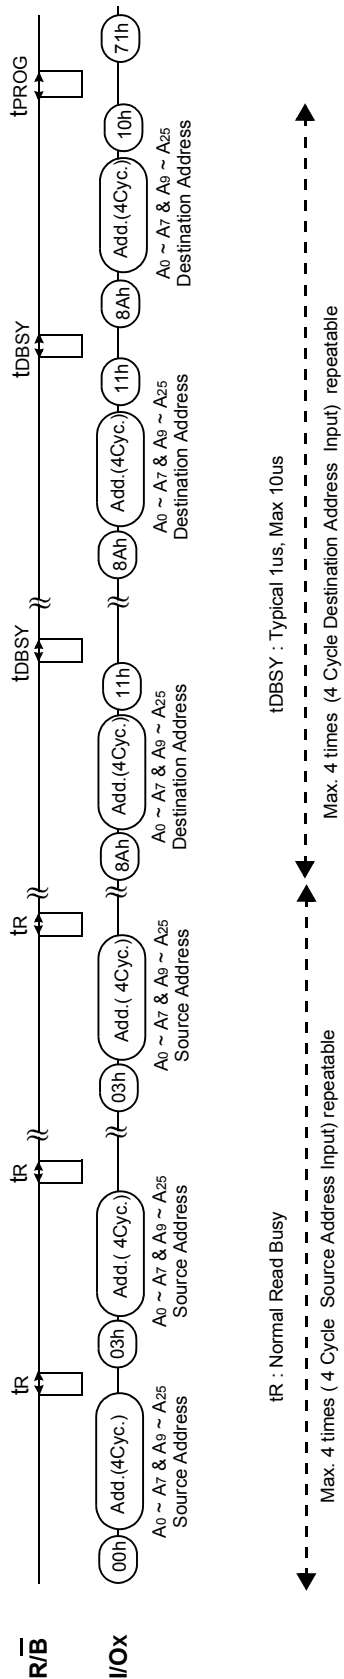 R/B
tR
tR
tR
tDBSY
tDBSY
tPROG
I/Ox
00h
Add.(4Cyc.)
03h
Add.( 4Cyc.)
03h
Add.( 4Cyc.)
8Ah
Add.(4Cyc.)
11h
8Ah
Add.(4Cyc.)
11h
8Ah
Add.(4Cyc.)
10h
71h
A0 ~ A7 & A9 ~ A25
Source Address
A0 ~ A7 & A9 ~ A25
Source Address
A0 ~ A7 & A9 ~ A25
Source Address
A0 ~ A7 & A9 ~ A25
Destination Address
A0 ~ A7 & A9 ~ A25
Destination Address
A0 ~ A7 & A9 ~ A25
Destination Address
tR : Normal Read Busy
tDBSY : Typical 1us, Max 10us
Max. 4 times ( 4 Cycle Source Address Input) repeatable
Max. 4 times (4 Cycle Destination Address Input) repeatable